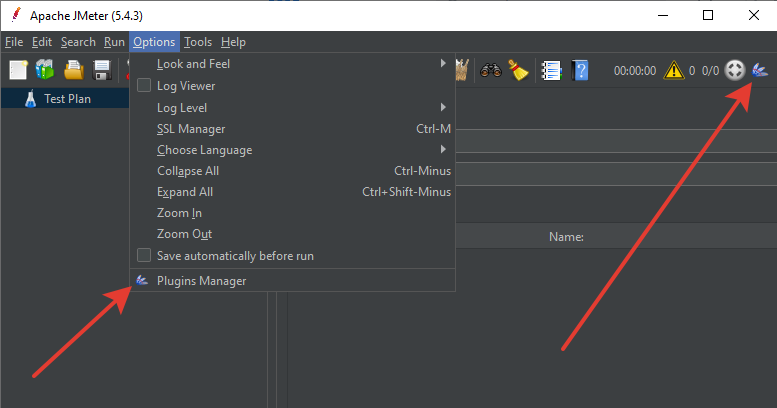 Apache JMeter (5.4.3)
File Edit Search Run Options Tools Help
00:00:00 0 0/0
Test Plan
Look and Feel
Log Viewer
Log Level
SSL Manager Ctrl-M
Choose Language
Collapse All Ctrl-Minus
Expand All Ctrl+Shift-Minus
Zoom In
Zoom Out
Save automatically before run
Plugins Manager
Name: